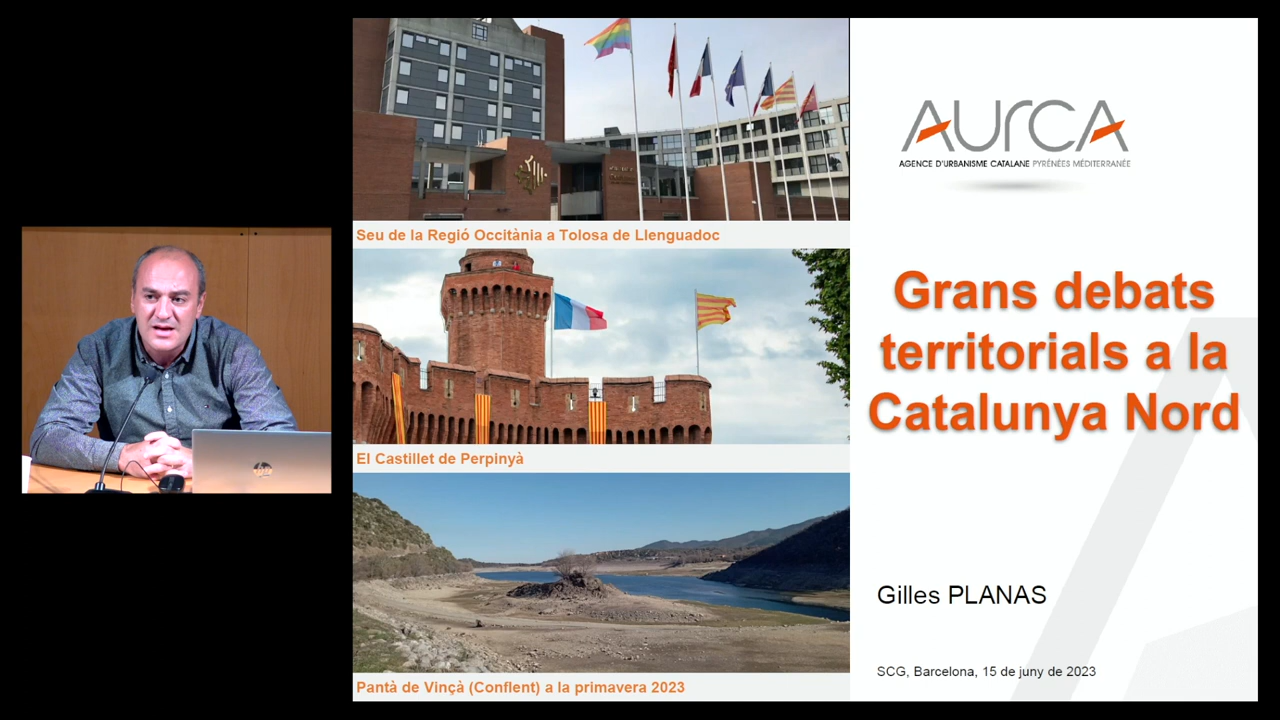 Seu de la Regió Occitània a Tolosa de Llenguadoc
El Castillet de Perpinyà
Pantà de Vinçà (Conflent) a la primavera 2023
AURCA
AGENCE D'URBANISME CATALANE PYRÉNÉES MÉDITERRANÉE
Grans debats
territorials a la
Catalunya Nord
Gilles PLANAS
SCG, Barcelona, 15 de juny de 2023
hp